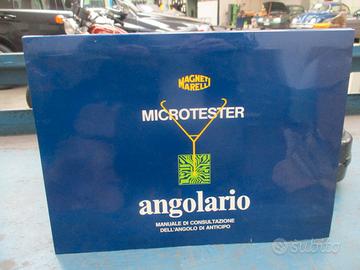 MAGNETI
MARELLI
MICROTESTER
angolario
MANUALE DI CONSULTAZIONE
DELL'ANGOLO DI ANTICIPO
subito